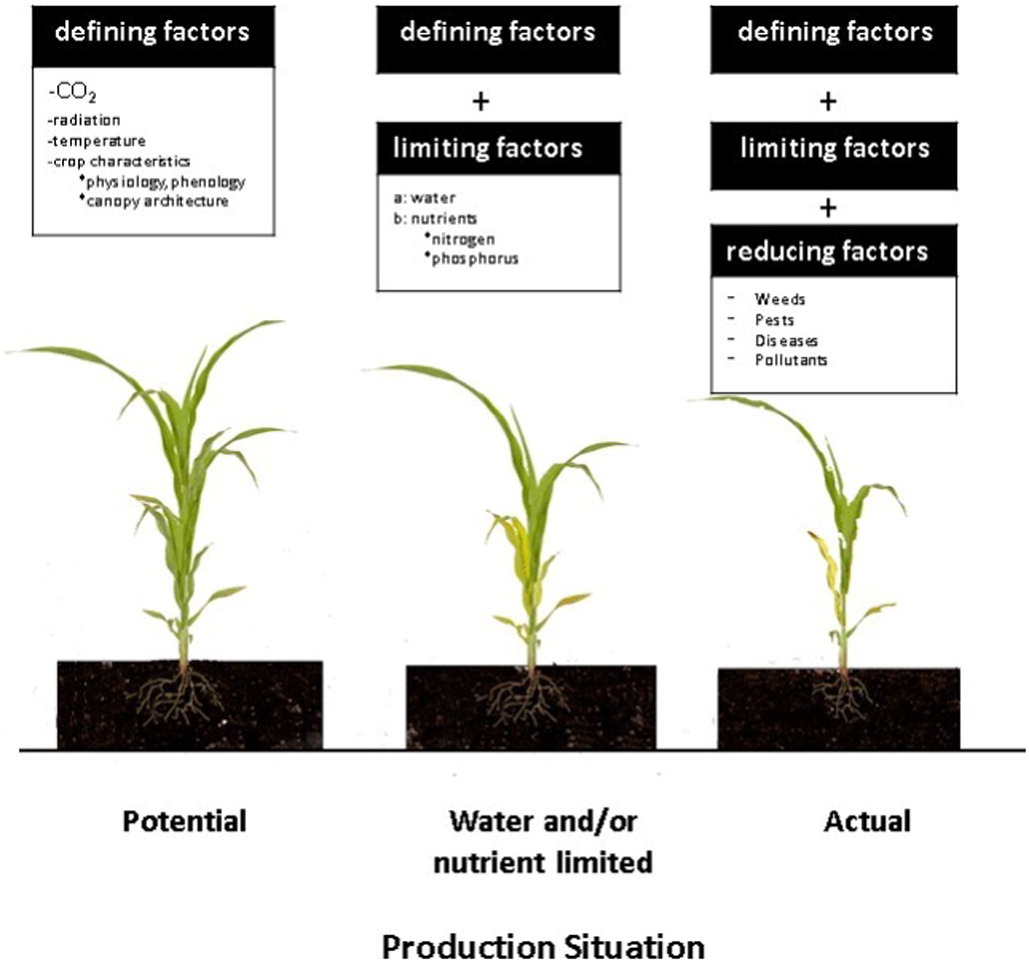 defining factors
-CO₂
-radiation
-temperature
-crop characteristics
*physiology, phenology
*canopy architecture
defining factors
+
limiting factors
a: water
b: nutrients
*nitrogen
*phosphorus
defining factors
+
limiting factors
+
reducing factors
- Weeds
- Pests
- Diseases
- Pollutants
Potential
Water and/or
nutrient limited
Actual
Production Situation